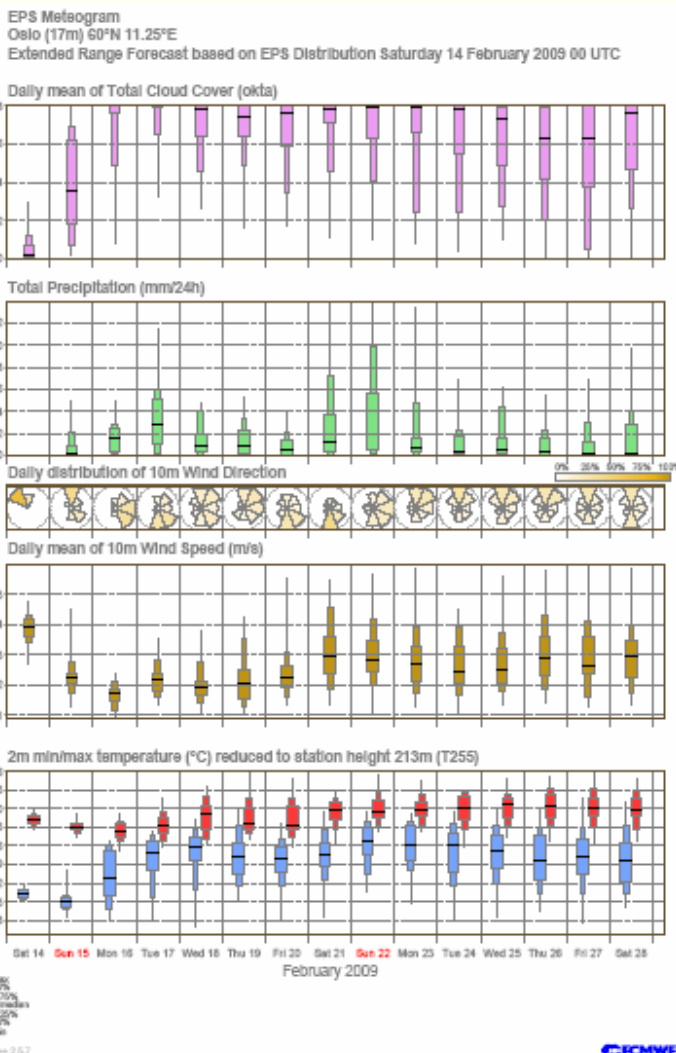 EPS Meteogram
Oslo (17m) 60°N 11.25°E
Extended Range Forecast based on EPS Distribution Saturday 14 February 2009 00 UTC
Daily mean of Total Cloud Cover (okta)
Total Precipitation (mm/24h)
Daily distribution of 10m Wind Direction
0% 25% 50% 75% 100%
Daily mean of 10m Wind Speed (m/s)
2m min/max temperature (°C) reduced to station height 213m (T255)
Sat 14 Sun 15 Mon 16 Tue 17 Wed 18 Thu 19 Fri 20 Sat 21 Sun 22 Mon 23 Tue 24 Wed 25 Thu 26 Fri 27 Sat 28
February 2009
median